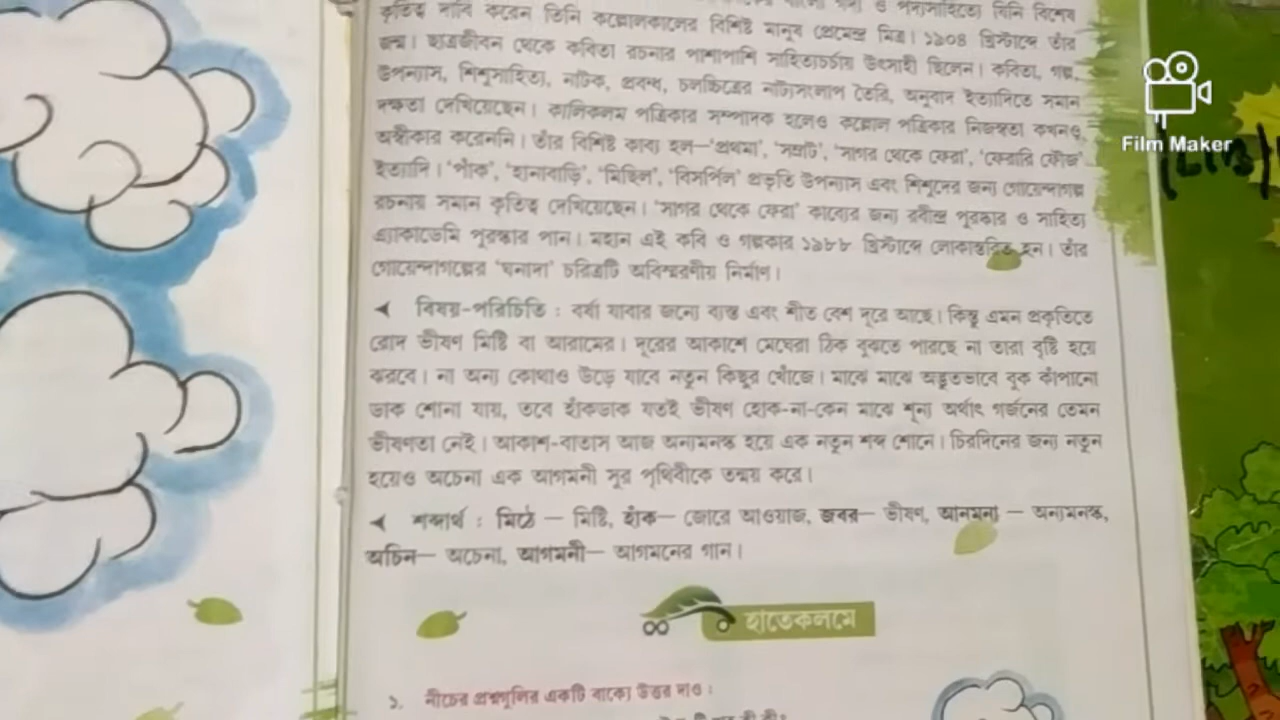 ও পদ্যসাহিত্যে যিনি বিশেষ
কৃতিত্ব দাবি করেন তিনি কল্লোলকালের বিশিষ্ট মানুষ প্রেমেন্দ্র মিত্র। ১৯০৪ খ্রিস্টাব্দে তাঁর
জন্ম। ছাত্রজীবন থেকে কবিতা রচনার পাশাপাশি সাহিত্যচর্চায় উৎসাহী ছিলেন। কবিতা, গল্প,
উপন্যাস, শিশুসাহিত্য, নাটক, প্রবন্ধ, চলচ্চিত্রের নাট্যসংলাপ তৈরি, অনুবাদ ইত্যাদিতে সমান
দক্ষতা দেখিয়েছেন। কালিকলম পত্রিকার সম্পাদক হলেও কল্লোল পত্রিকার নিজস্বতা কখনও
অস্বীকার করেননি। তাঁর বিশিষ্ট কাব্য হল—‘প্রথমা’, ‘সম্রাট’, ‘সাগর থেকে ফেরা’, ‘ফেরারি ফৌজ’
ইত্যাদি। ‘পাঁক’, ‘হানাবাড়ি’, ‘মিছিল’, ‘বিসর্পিল’ প্রভৃতি উপন্যাস এবং শিশুদের জন্য গোয়েন্দাগল্প
রচনায় সমান কৃতিত্ব দেখিয়েছেন। ‘সাগর থেকে ফেরা’ কাব্যের জন্য রবীন্দ্র পুরস্কার ও সাহিত্য
এ্যাকাডেমি পুরস্কার পান। মহান এই কবি ও গল্পকার ১৯৮৮ খ্রিস্টাব্দে লোকান্তরিত হন। তাঁর
গোয়েন্দাগল্পের ‘ঘনাদা’ চরিত্রটি অবিস্মরণীয় নির্মাণ।
◄ বিষয়-পরিচিতি : বর্ষা যাবার জন্যে ব্যস্ত এবং শীত বেশ দূরে আছে। কিন্তু এমন প্রকৃতিতে
রোদ ভীষণ মিষ্টি বা আরামের। দূরের আকাশে মেঘেরা ঠিক বুঝতে পারছে না তারা বৃষ্টি হয়ে
ঝরবে। না অন্য কোথাও উড়ে যাবে নতুন কিছুর খোঁজে। মাঝে মাঝে অদ্ভুতভাবে বুক কাঁপানো
ডাক শোনা যায়, তবে হাঁকডাক যতই ভীষণ হোক-না-কেন মাঝে শূন্য অর্থাৎ গর্জনের তেমন
ভীষণতা নেই। আকাশ-বাতাস আজ অন্যমনস্ক হয়ে এক নতুন শব্দ শোনে। চিরদিনের জন্য নতুন
হয়েও অচেনা এক আগমনী সুর পৃথিবীকে তন্ময় করে।
◄ শব্দার্থ : মিঠে — মিষ্টি, হাঁক— জোরে আওয়াজ, জবর— ভীষণ, আনমনা — অন্যমনস্ক,
অচিন— অচেনা, আগমনী— আগমনের গান।
হাতেকলমে
১. নীচের প্রশ্নগুলির একটি বাক্যে উত্তর দাও :
Film Maker